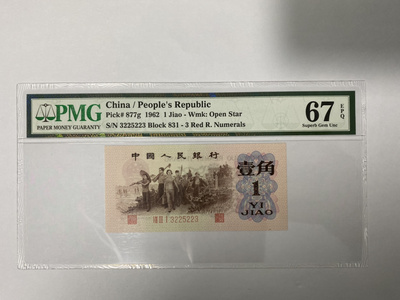 PMG
PAPER MONEY GUARANTY
China / People's Republic
Pick# 877g 1962 1 Jiao - Wmk: Open Star
S/N 3225223 Block 831 - 3 Red R. Numerals
67 EPQ
Superb Gem Unc
中國人民銀行
壹角
1
YI
JIAO
3225223